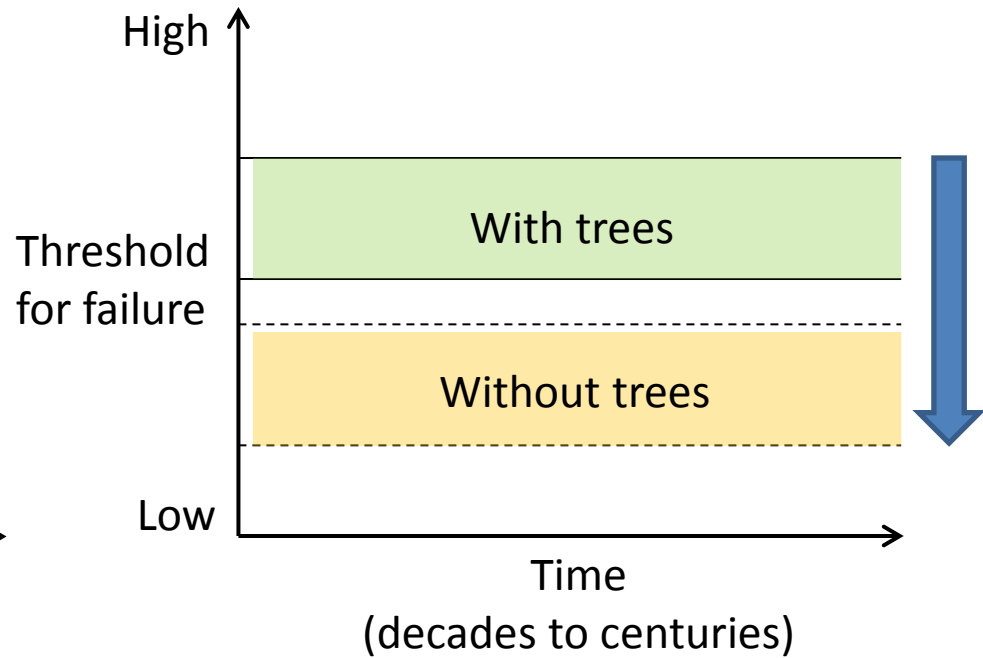 High
Threshold
for failure
With trees
Without trees
Low
Time
(decades to centuries)